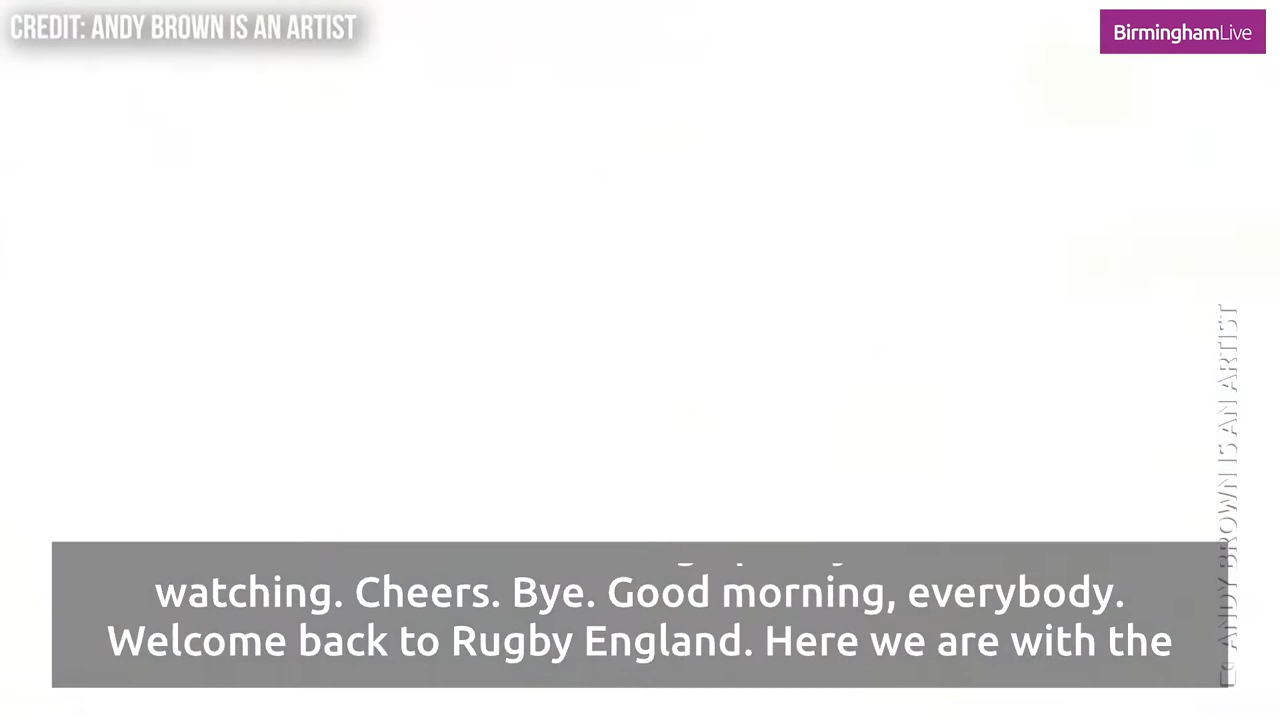 CREDIT: ANDY BROWN IS AN ARTIST
BirminghamLive
watching. Cheers. Bye. Good morning, everybody.
Welcome back to Rugby England. Here we are with the
ANDY BROWN IS AN ARTIST